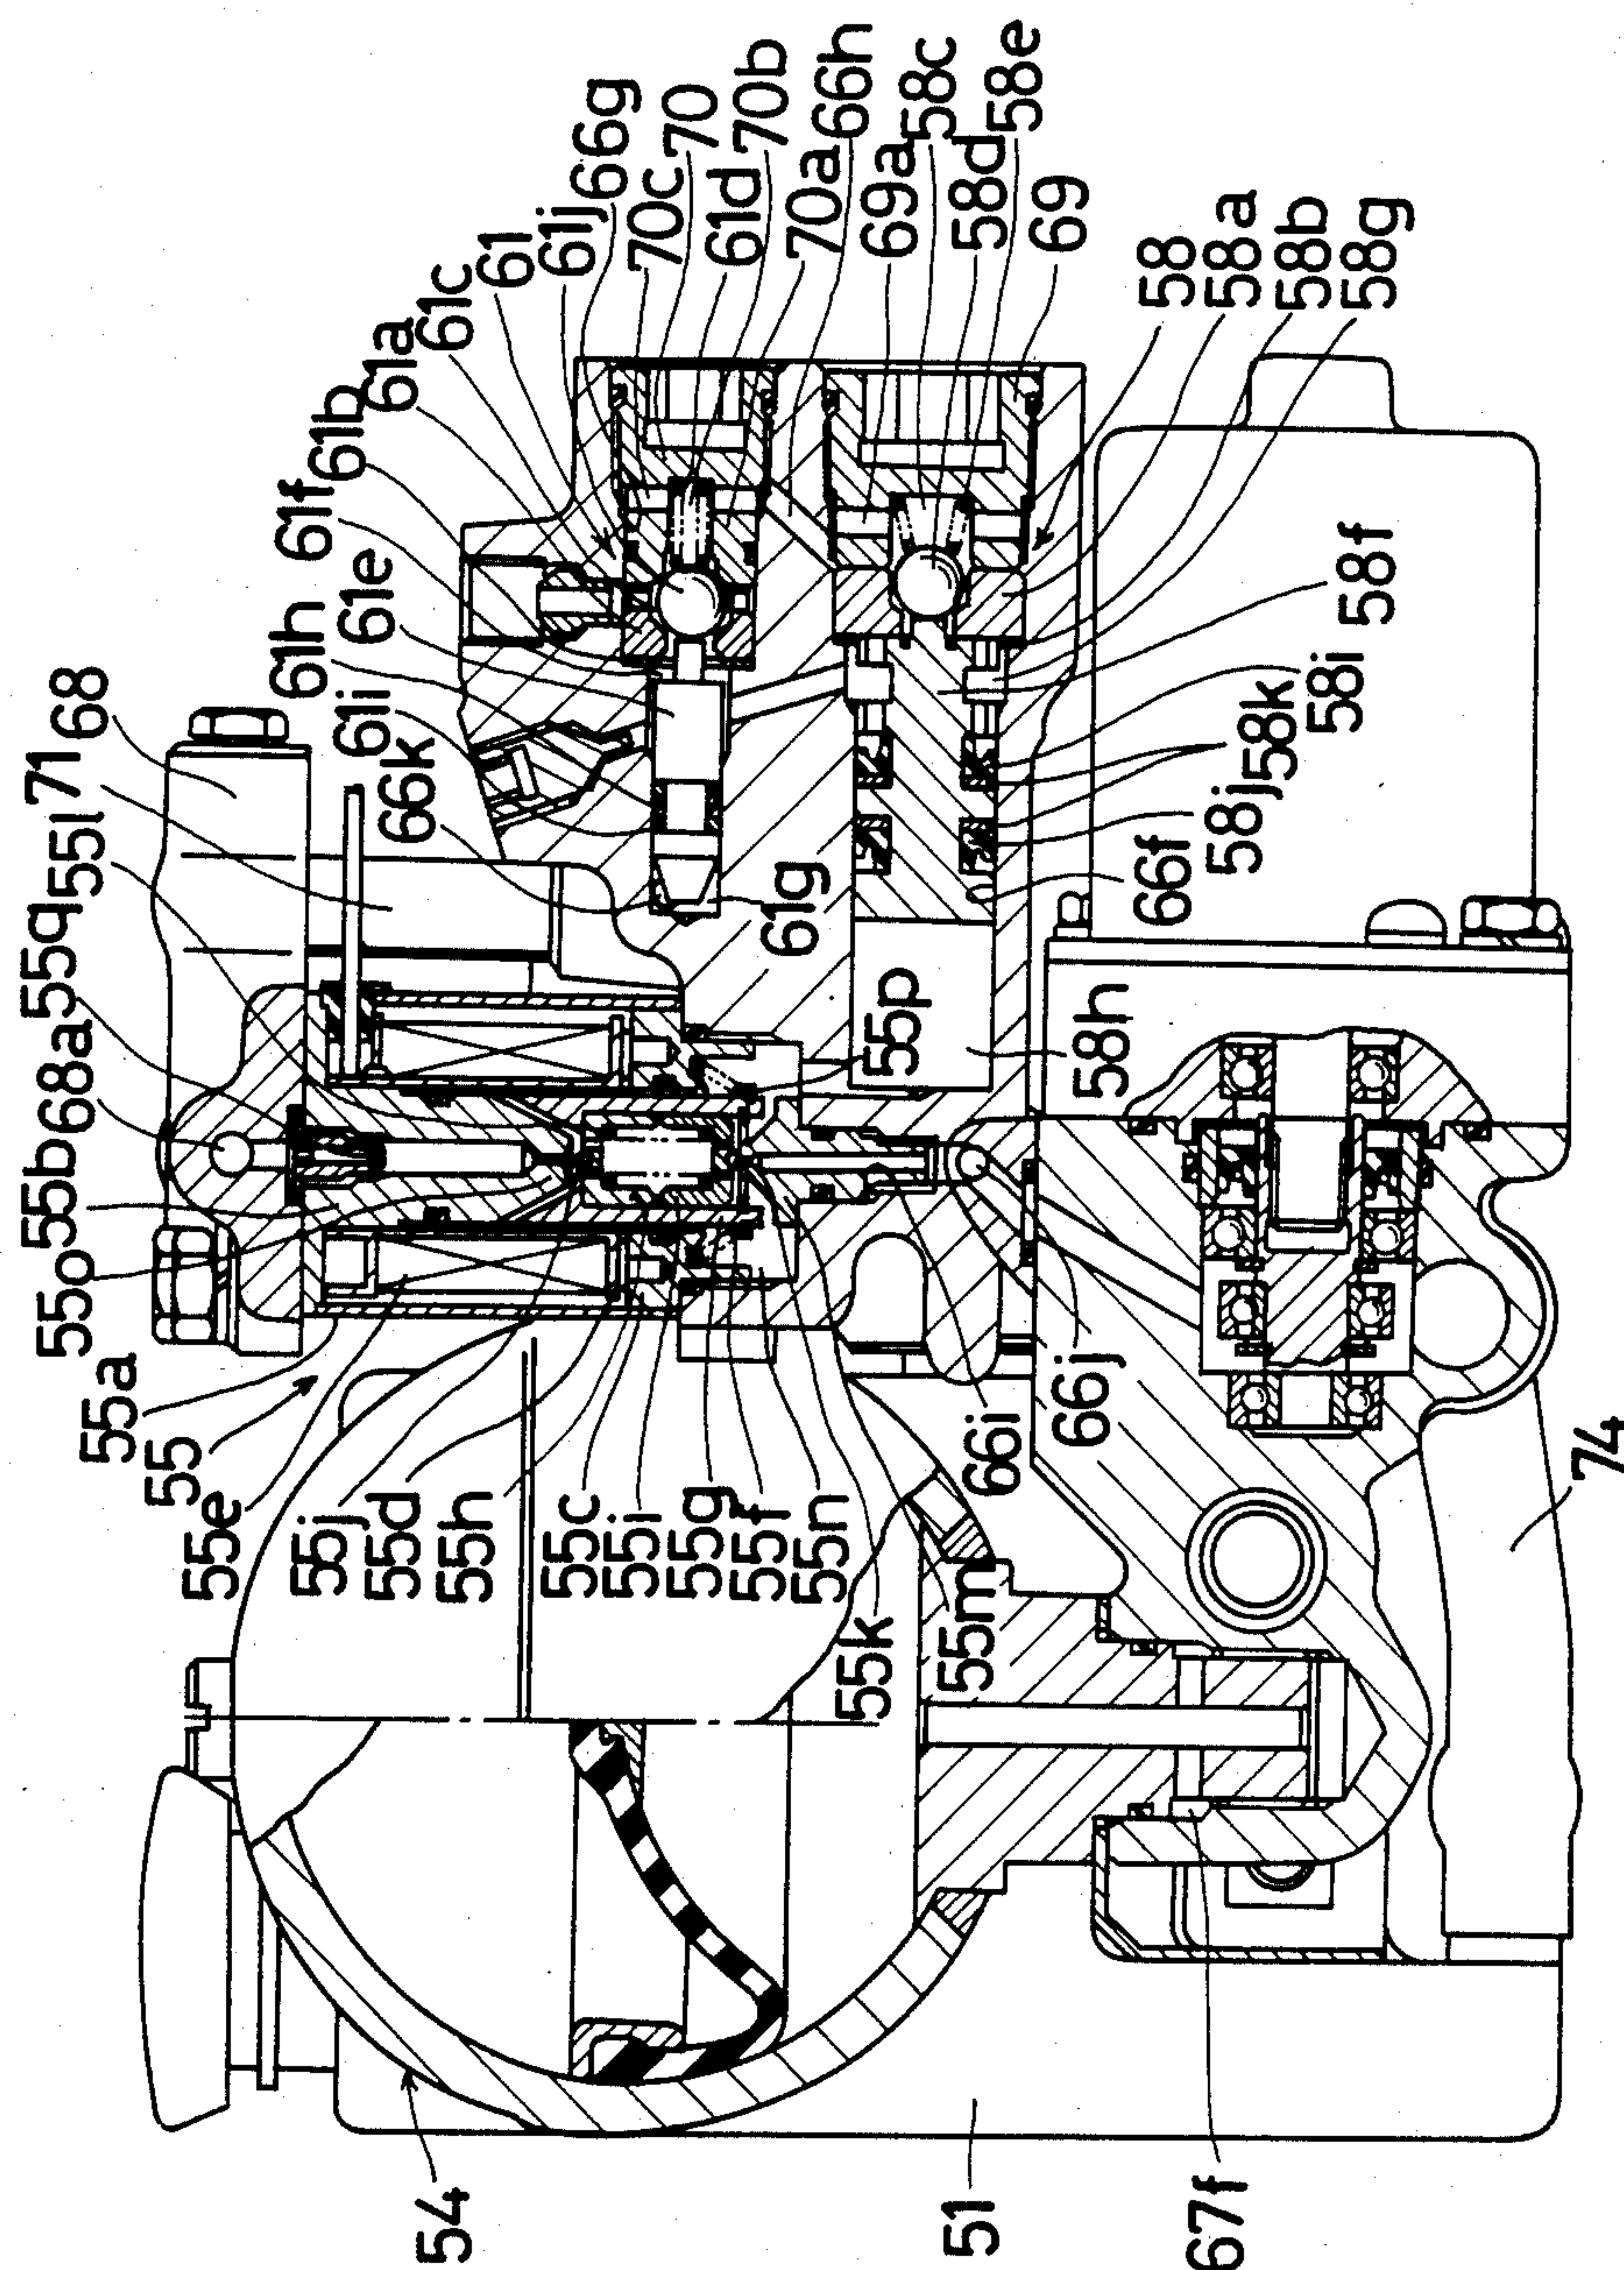 54
51
67f
55e
55
55a
55o
55b
68a
55q
55l
71
68
55j
55d
55h
55c
55i
55g
55f
55n
55k
55m
66i
66j
74
66k
61i
61h
61e
61f
61b
61a
61c
61
61j
66g
70c
70
61d
70b
70a
66h
69a
58c
58d
58e
69
58
58a
58b
58g
58f
58i
58k
58j
66f
61g
55p
58h